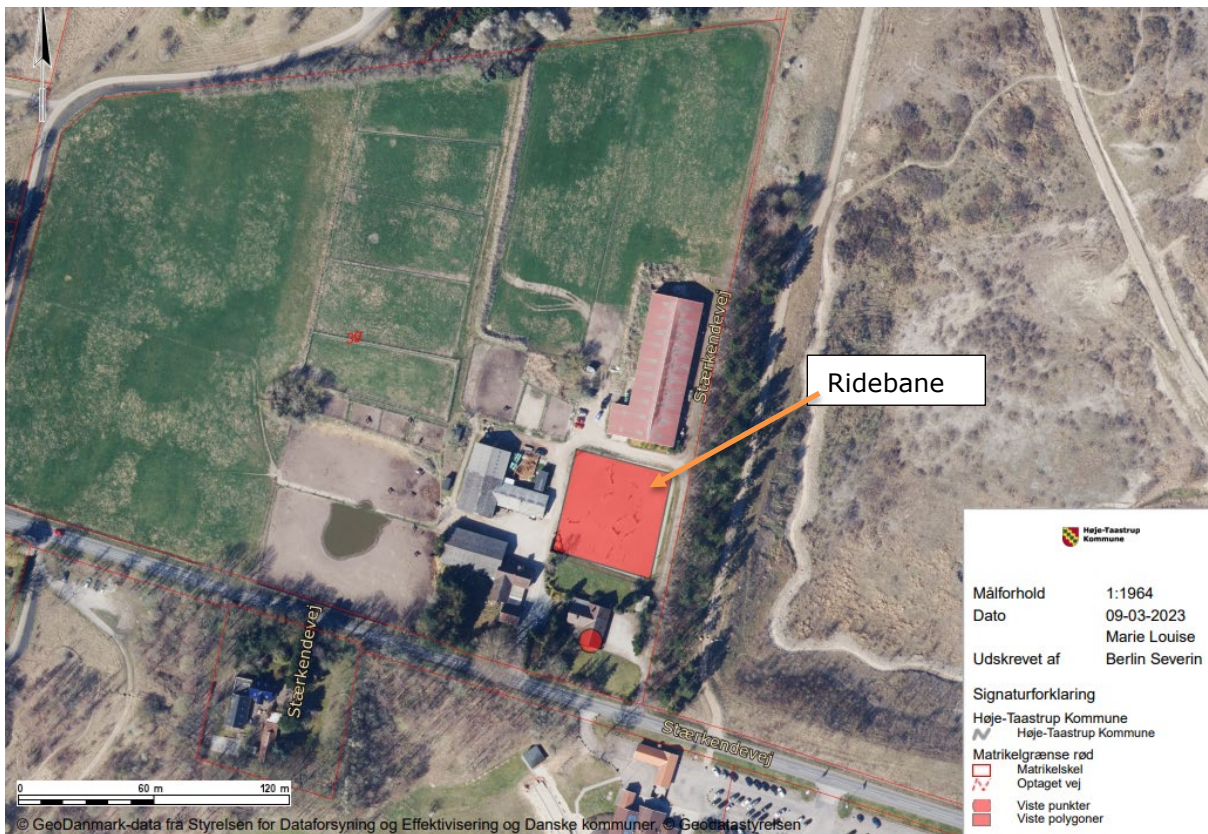 Stærkendevej
Ridebane
Stærkendevej
Stærkendevej
Høje-Taastrup
Kommune
Målforhold 1:1964
Dato 09-03-2023
Marie Louise
Udskrevet af Berlin Severin
Signaturforklaring
Høje-Taastrup Kommune
Høje-Taastrup Kommune
Matrikelgrænse rød
Matrikelskel
Optaget vej
Viste punkter
Viste polygoner
0 60 m 120 m
© GeoDanmark-data fra Styrelsen for Dataforsyning og Effektivisering og Danske kommuner, © Geodatastyrelsen